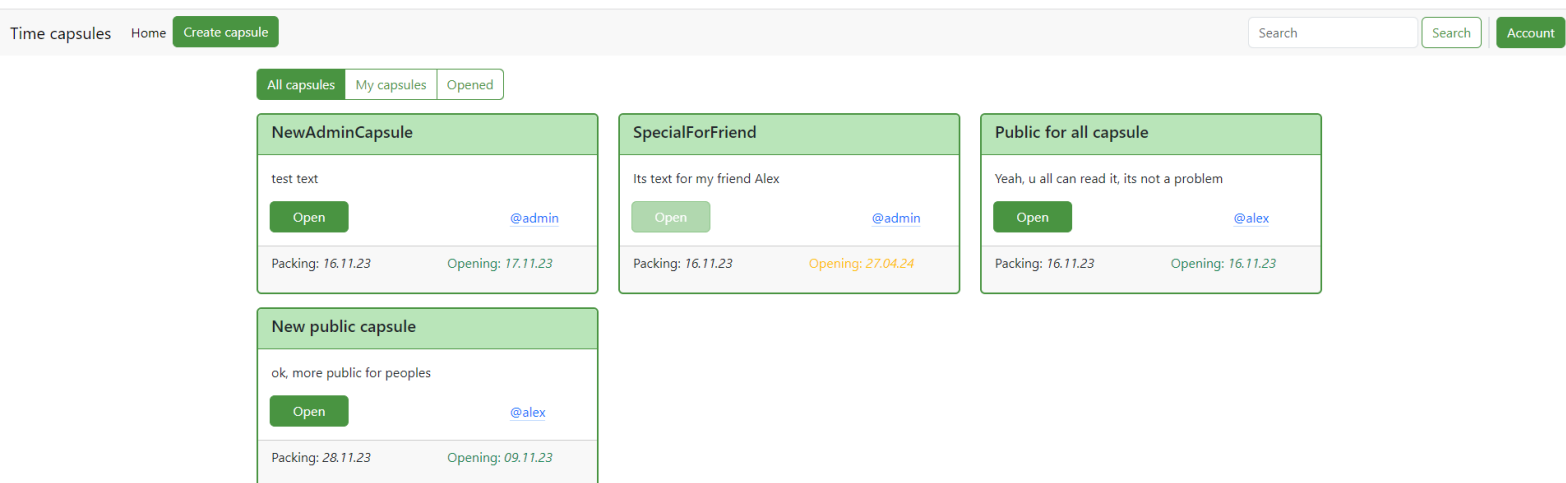 Time capsules Home Create capsule Search Search Account
All capsules My capsules Opened
NewAdminCapsule
test text
Open @admin
Packing: 16.11.23 Opening: 17.11.23
SpecialForFriend
Its text for my friend Alex
Open @admin
Packing: 16.11.23 Opening: 27.04.24
Public for all capsule
Yeah, u all can read it, its not a problem
Open @alex
Packing: 16.11.23 Opening: 16.11.23
New public capsule
ok, more public for peoples
Open @alex
Packing: 28.11.23 Opening: 09.11.23